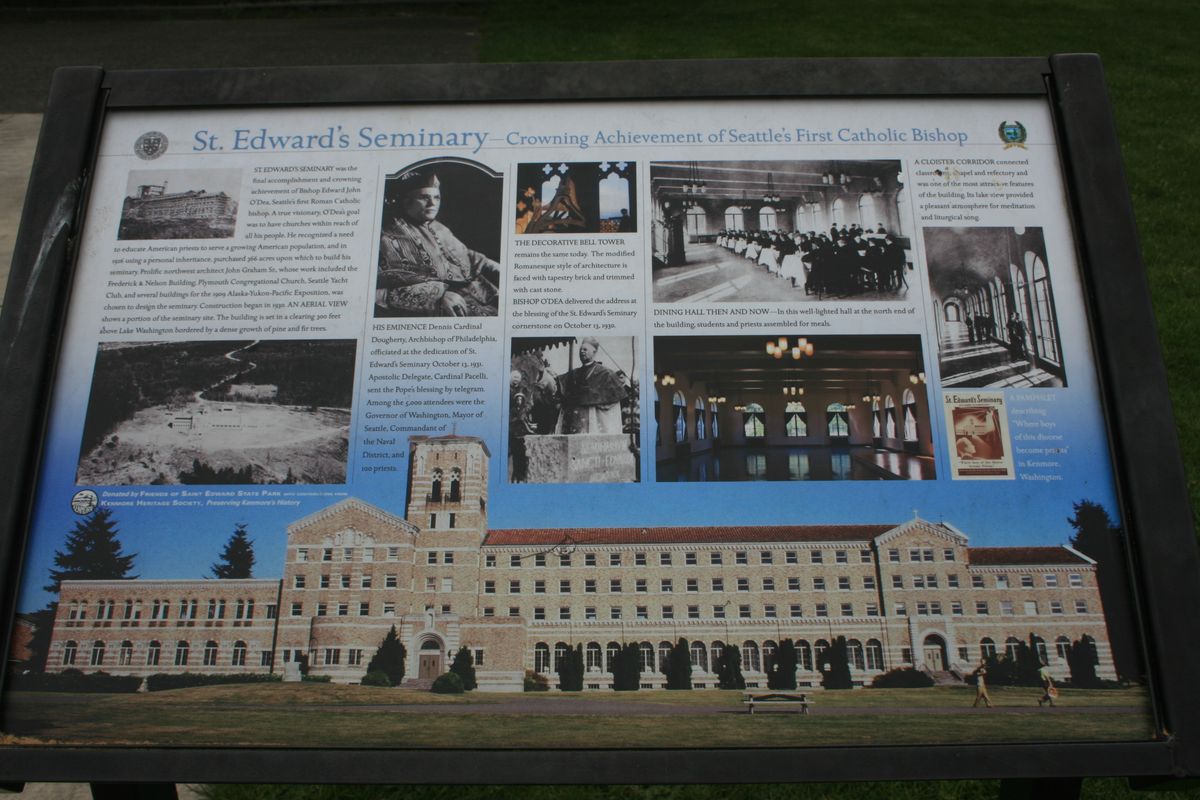 St. Edward's Seminary — Crowning Achievement of Seattle's First Catholic Bishop
ST. EDWARD'S SEMINARY was the
final accomplishment and crowning
achievement of Bishop Edward John
O'Dea, Seattle's first Roman Catholic
bishop. A true visionary, O'Dea's goal
was to have churches within reach of
all his people. He recognized a need
to educate American priests to serve a growing American population, and in
1926 using a personal inheritance, purchased 366 acres upon which to build his
seminary. Prolific northwest architect John Graham Sr, whose work included the
Frederick & Nelson Building, Plymouth Congregational Church, Seattle Yacht
Club, and several buildings for the 1909 Alaska-Yukon-Pacific Exposition, was
chosen to design the seminary. Construction began in 1930. AN AERIAL VIEW
shows a portion of the seminary site. The building is set in a clearing 300 feet
above Lake Washington bordered by a dense growth of pine and fir trees.
HIS EMINENCE Dennis Cardinal
Dougherty, Archbishop of Philadelphia,
officiated at the dedication of St.
Edward's Seminary October 13, 1931.
Apostolic Delegate, Cardinal Pacelli,
sent the Pope's blessing by telegram.
Among the 5,000 attendees were the
Governor of Washington, Mayor of
Seattle, Commandant of
the Naval
District, and
100 priests.
THE DECORATIVE BELL TOWER
remains the same today. The modified
Romanesque style of architecture is
faced with tapestry brick and trimmed
with cast stone.
BISHOP O'DEA delivered the address at
the blessing of the St. Edward's Seminary
cornerstone on October 13, 1930.
DINING HALL THEN AND NOW—In this well-lighted hall at the north end of
the building, students and priests assembled for meals.
A CLOISTER CORRIDOR connected
classrooms, chapel and refectory and
was one of the most attractive features
of the building. Its lake view provided
a pleasant atmosphere for meditation
and liturgical song.
St. Edward's Seminary
A PAMPHLET
describing
"Where boys
of this diocese
become priests"
in Kenmore,
Washington.
Donated by FRIENDS OF SAINT EDWARD STATE PARK
KENMORE HERITAGE SOCIETY, Preserving Kenmore's History